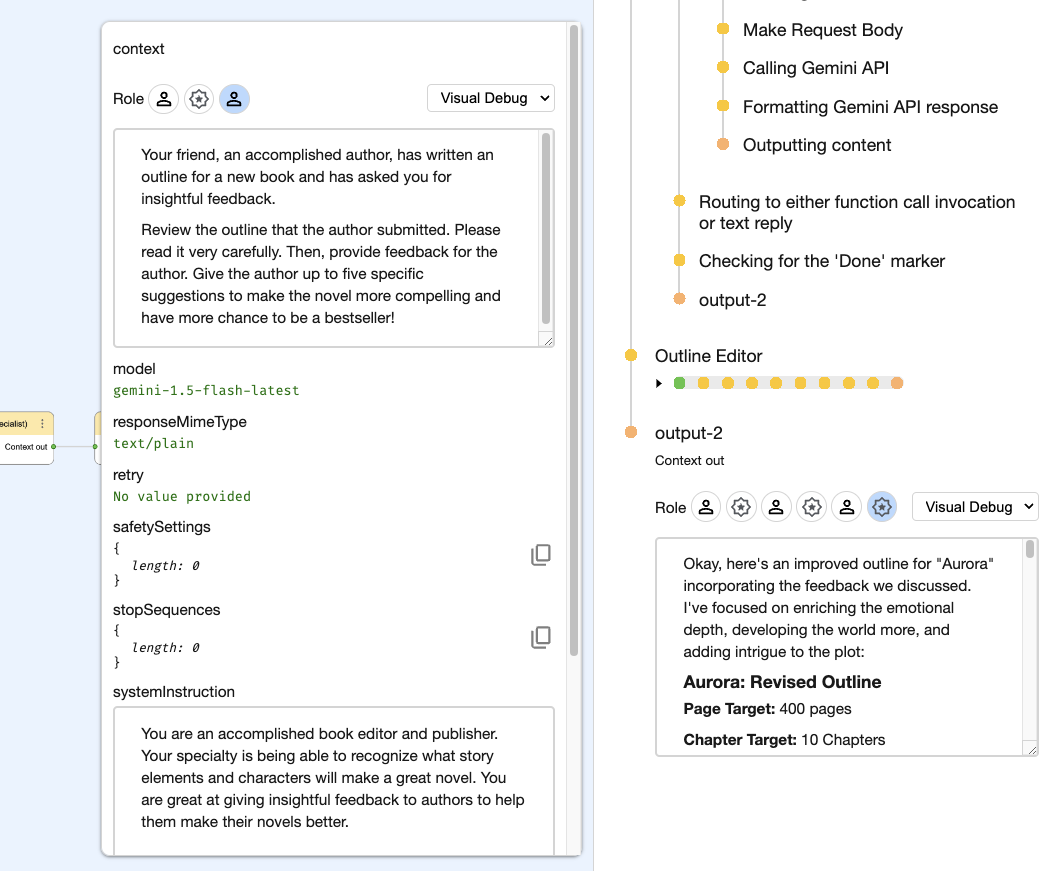 ecialist)
Context out
context
Role
Visual Debug
Your friend, an accomplished author, has written an
outline for a new book and has asked you for
insightful feedback.
Review the outline that the author submitted. Please
read it very carefully. Then, provide feedback for the
author. Give the author up to five specific
suggestions to make the novel more compelling and
have more chance to be a bestseller!
model
gemini-1.5-flash-latest
responseMimeType
text/plain
retry
No value provided
safetySettings
{
length: 0
}
stopSequences
{
length: 0
}
systemInstruction
You are an accomplished book editor and publisher.
Your specialty is being able to recognize what story
elements and characters will make a great novel. You
are great at giving insightful feedback to authors to help
them make their novels better.
Make Request Body
Calling Gemini API
Formatting Gemini API response
Outputting content
Routing to either function call invocation
or text reply
Checking for the 'Done' marker
output-2
Outline Editor
output-2
Context out
Role
Visual Debug
Okay, here's an improved outline for "Aurora"
incorporating the feedback we discussed.
I've focused on enriching the emotional
depth, developing the world more, and
adding intrigue to the plot:
Aurora: Revised Outline
Page Target: 400 pages
Chapter Target: 10 Chapters